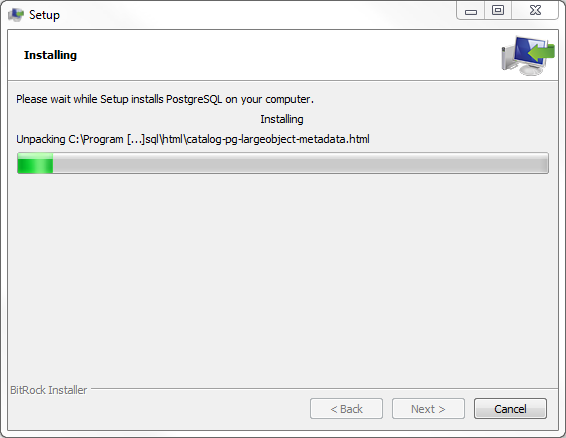 Setup
Installing
Please wait while Setup installs PostgreSQL on your computer.
Installing
Unpacking C:\Program [...]sql\html\catalog-pg-largeobject-metadata.html
BitRock Installer
< Back
Next >
Cancel